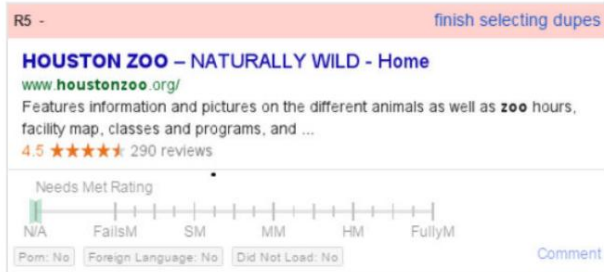 R5 - finish selecting dupes
HOUSTON ZOO – NATURALLY WILD - Home
www.houstonzoo.org/
Features information and pictures on the different animals as well as zoo hours,
facility map, classes and programs, and ...
4.5 ★★★★★ 290 reviews
Needs Met Rating
N/A FailsM SM MM HM FullyM
Porn: No Foreign Language: No Did Not Load: No Comment